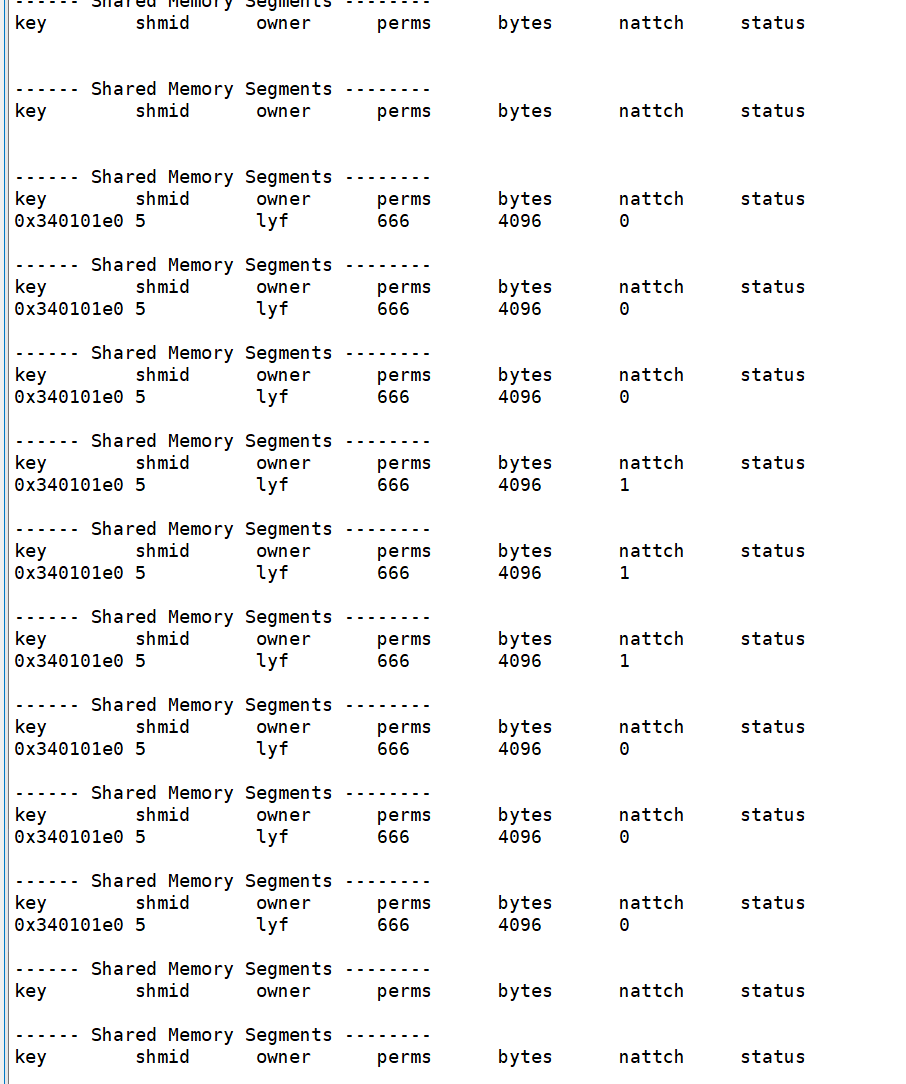 ------ Shared Memory Segments --------
key        shmid      owner      perms      bytes      nattch     status
------ Shared Memory Segments --------
key        shmid      owner      perms      bytes      nattch     status
------ Shared Memory Segments --------
key        shmid      owner      perms      bytes      nattch     status
0x340101e0 5          lyf        666        4096       0
------ Shared Memory Segments --------
key        shmid      owner      perms      bytes      nattch     status
0x340101e0 5          lyf        666        4096       0
------ Shared Memory Segments --------
key        shmid      owner      perms      bytes      nattch     status
0x340101e0 5          lyf        666        4096       0
------ Shared Memory Segments --------
key        shmid      owner      perms      bytes      nattch     status
0x340101e0 5          lyf        666        4096       1
------ Shared Memory Segments --------
key        shmid      owner      perms      bytes      nattch     status
0x340101e0 5          lyf        666        4096       1
------ Shared Memory Segments --------
key        shmid      owner      perms      bytes      nattch     status
0x340101e0 5          lyf        666        4096       1
------ Shared Memory Segments --------
key        shmid      owner      perms      bytes      nattch     status
0x340101e0 5          lyf        666        4096       0
------ Shared Memory Segments --------
key        shmid      owner      perms      bytes      nattch     status
0x340101e0 5          lyf        666        4096       0
------ Shared Memory Segments --------
key        shmid      owner      perms      bytes      nattch     status
0x340101e0 5          lyf        666        4096       0
------ Shared Memory Segments --------
key        shmid      owner      perms      bytes      nattch     status
------ Shared Memory Segments --------
key        shmid      owner      perms      bytes      nattch     status